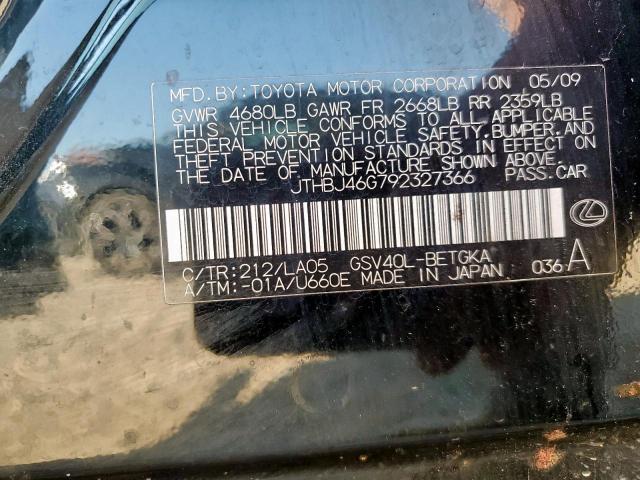 MFD. BY: TOYOTA MOTOR CORPORATION 05/09
GVWR 4680LB GAWR FR 2668LB RR 2359LB
THIS VEHICLE CONFORMS TO ALL APPLICABLE
FEDERAL MOTOR VEHICLE SAFETY, BUMPER, AND
THEFT PREVENTION STANDARDS IN EFFECT ON
THE DATE OF MANUFACTURE SHOWN ABOVE.
JTHBJ46G792327366 PASS. CAR
C/TR: 212/LA05 GSV40L-BETGKA
A/TM: -01A/U660E MADE IN JAPAN 036 A